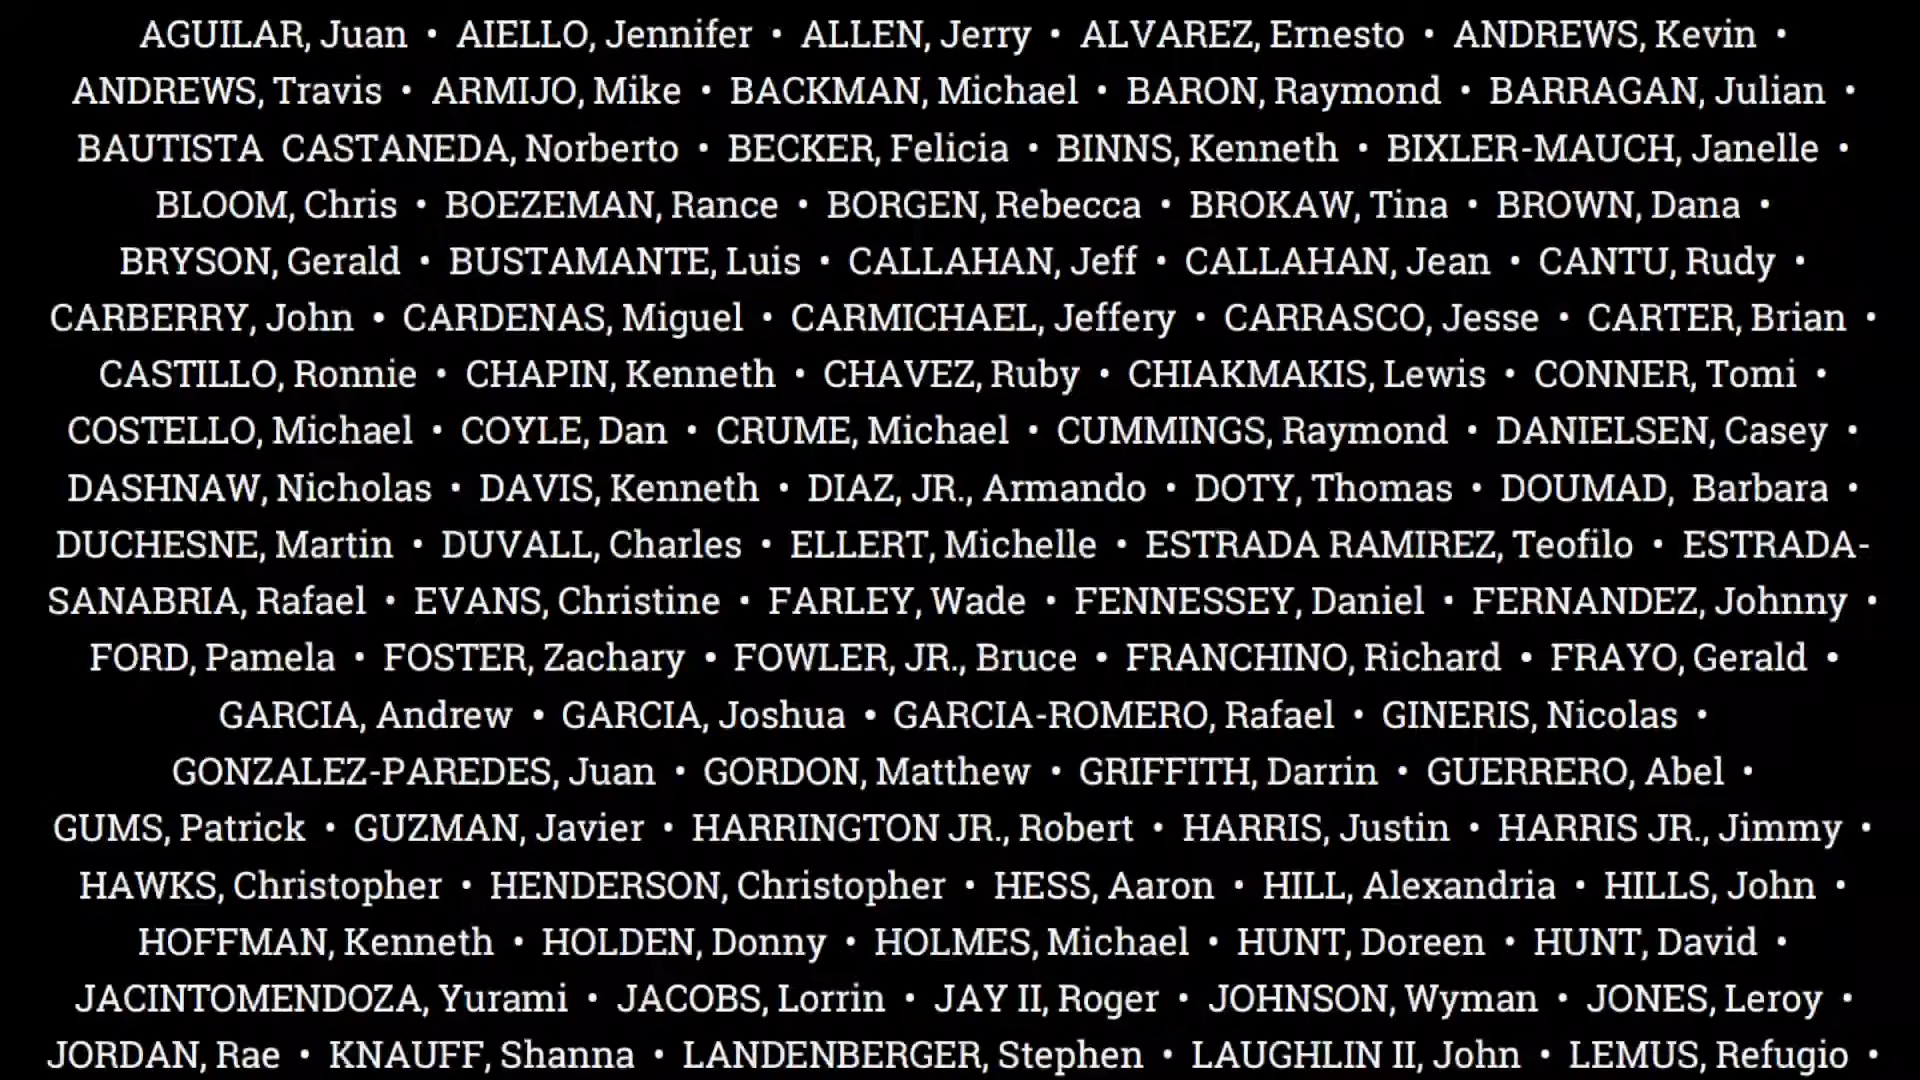 AGUILAR, Juan • AIELLO, Jennifer • ALLEN, Jerry • ALVAREZ, Ernesto • ANDREWS, Kevin •
ANDREWS, Travis • ARMIJO, Mike • BACKMAN, Michael • BARON, Raymond • BARRAGAN, Julian •
BAUTISTA CASTANEDA, Norberto • BECKER, Felicia • BINNS, Kenneth • BIXLER-MAUCH, Janelle •
BLOOM, Chris • BOEZEMAN, Rance • BORGEN, Rebecca • BROKAW, Tina • BROWN, Dana •
BRYSON, Gerald • BUSTAMANTE, Luis • CALLAHAN, Jeff • CALLAHAN, Jean • CANTU, Rudy •
CARBERRY, John • CARDENAS, Miguel • CARMICHAEL, Jeffery • CARRASCO, Jesse • CARTER, Brian •
CASTILLO, Ronnie • CHAPIN, Kenneth • CHAVEZ, Ruby • CHIAKMAKIS, Lewis • CONNER, Tomi •
COSTELLO, Michael • COYLE, Dan • CRUME, Michael • CUMMINGS, Raymond • DANIELSEN, Casey •
DASHNAW, Nicholas • DAVIS, Kenneth • DIAZ, JR., Armando • DOTY, Thomas • DOUMAD, Barbara •
DUCHESNE, Martin • DUVALL, Charles • ELLERT, Michelle • ESTRADA RAMIREZ, Teofilo • ESTRADA-
SANABRIA, Rafael • EVANS, Christine • FARLEY, Wade • FENNESSEY, Daniel • FERNANDEZ, Johnny •
FORD, Pamela • FOSTER, Zachary • FOWLER, JR., Bruce • FRANCHINO, Richard • FRAYO, Gerald •
GARCIA, Andrew • GARCIA, Joshua • GARCIA-ROMERO, Rafael • GINERIS, Nicolas •
GONZALEZ-PAREDES, Juan • GORDON, Matthew • GRIFFITH, Darrin • GUERRERO, Abel •
GUMS, Patrick • GUZMAN, Javier • HARRINGTON JR., Robert • HARRIS, Justin • HARRIS JR., Jimmy •
HAWKS, Christopher • HENDERSON, Christopher • HESS, Aaron • HILL, Alexandria • HILLS, John •
HOFFMAN, Kenneth • HOLDEN, Donny • HOLMES, Michael • HUNT, Doreen • HUNT, David •
JACINTOMENDOZA, Yurami • JACOBS, Lorrin • JAY II, Roger • JOHNSON, Wyman • JONES, Leroy •
JORDAN, Rae • KNAUFF, Shanna • LANDENBERGER, Stephen • LAUGHLIN II, John • LEMUS, Refugio •